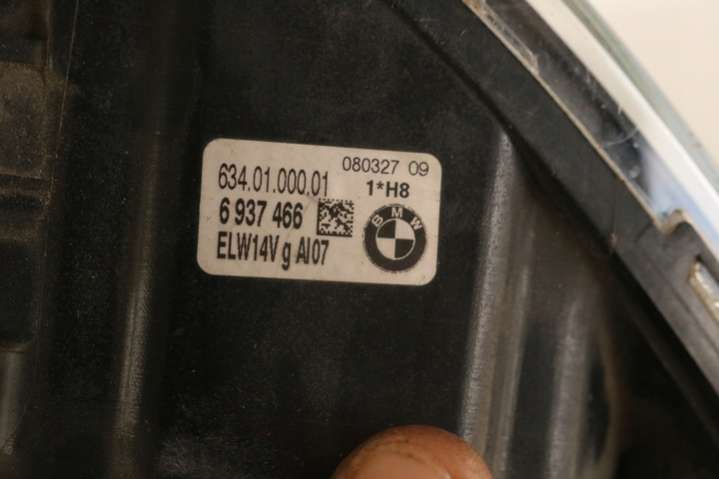 080327 09
634.01.000.01
1*H8
6 937 466
BMW
ELW14V g AI07